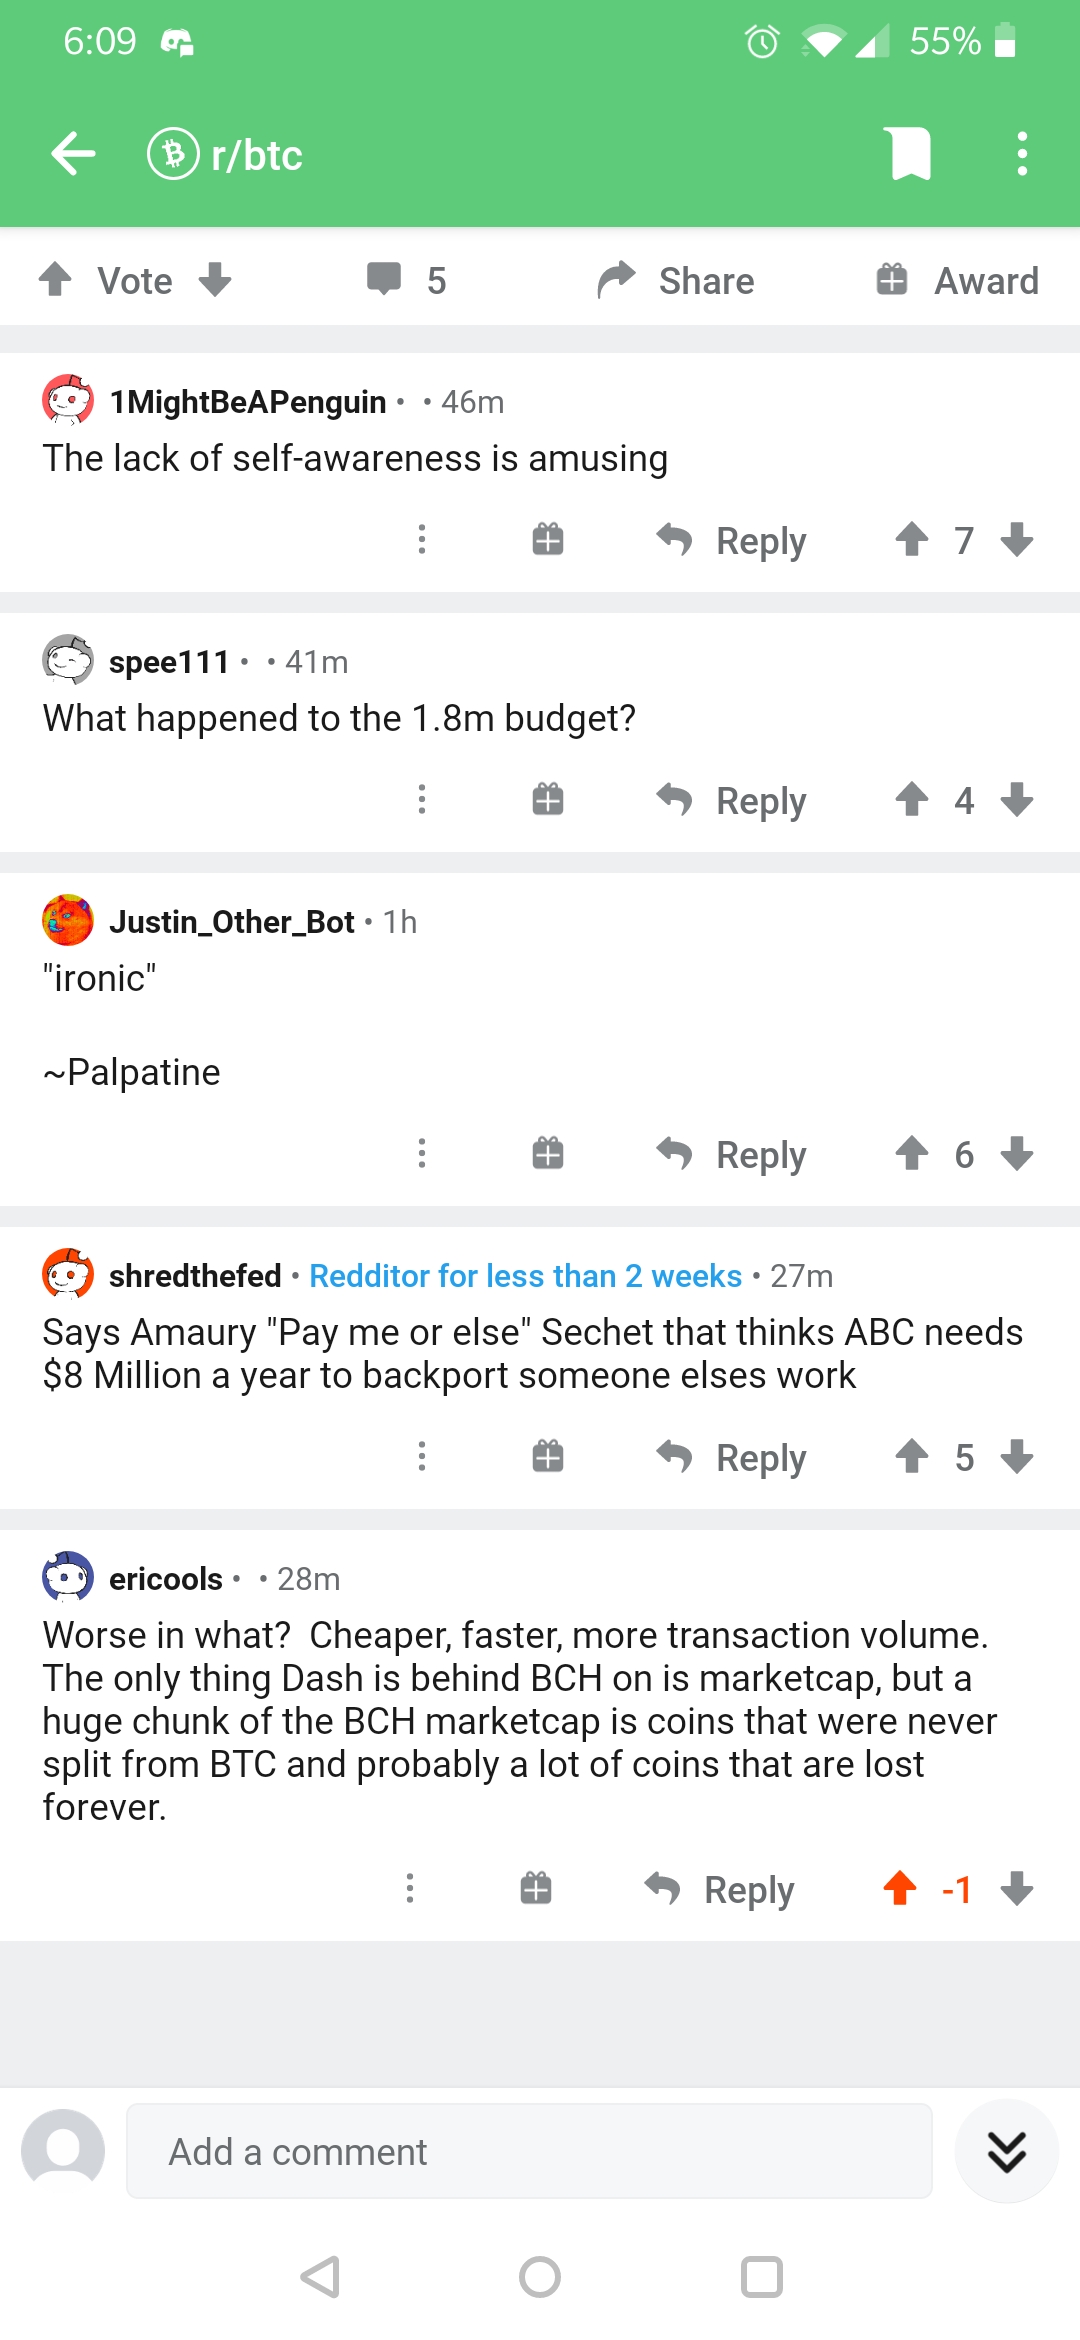 6:09 55%
r/btc
Vote 5 Share Award
1MightBeAPenguin • • 46m
The lack of self-awareness is amusing
Reply 7
spee111 • • 41m
What happened to the 1.8m budget?
Reply 4
Justin_Other_Bot • 1h
"ironic"
~Palpatine
Reply 6
shredthefed • Redditor for less than 2 weeks • 27m
Says Amaury "Pay me or else" Sechet that thinks ABC needs
$8 Million a year to backport someone elses work
Reply 5
ericools • • 28m
Worse in what?  Cheaper, faster, more transaction volume.
The only thing Dash is behind BCH on is marketcap, but a
huge chunk of the BCH marketcap is coins that were never
split from BTC and probably a lot of coins that are lost
forever.
Reply -1
Add a comment